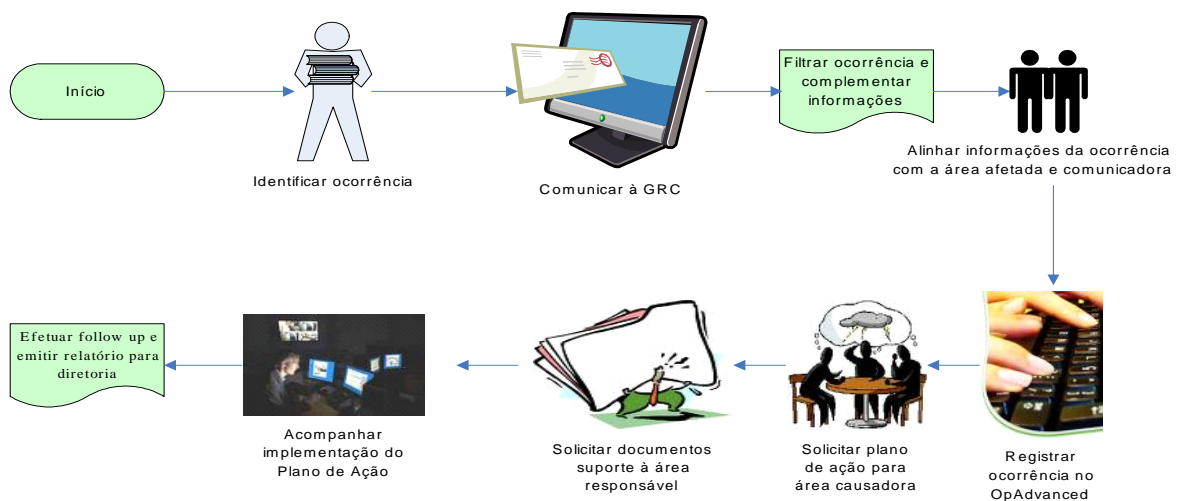 Início
Identificar ocorrência
Comunicar à GRC
Filtrar ocorrência e
complementar
informações
Alinhar informações da ocorrência
com a área afetada e comunicadora
Registrar
ocorrência no
OpAdvanced
Solicitar plano
de ação para
área causadora
Solicitar documentos
suporte à área
responsável
Acompanhar
implementação do
Plano de Ação
Efetuar follow up e
emitir relatório para
diretoria